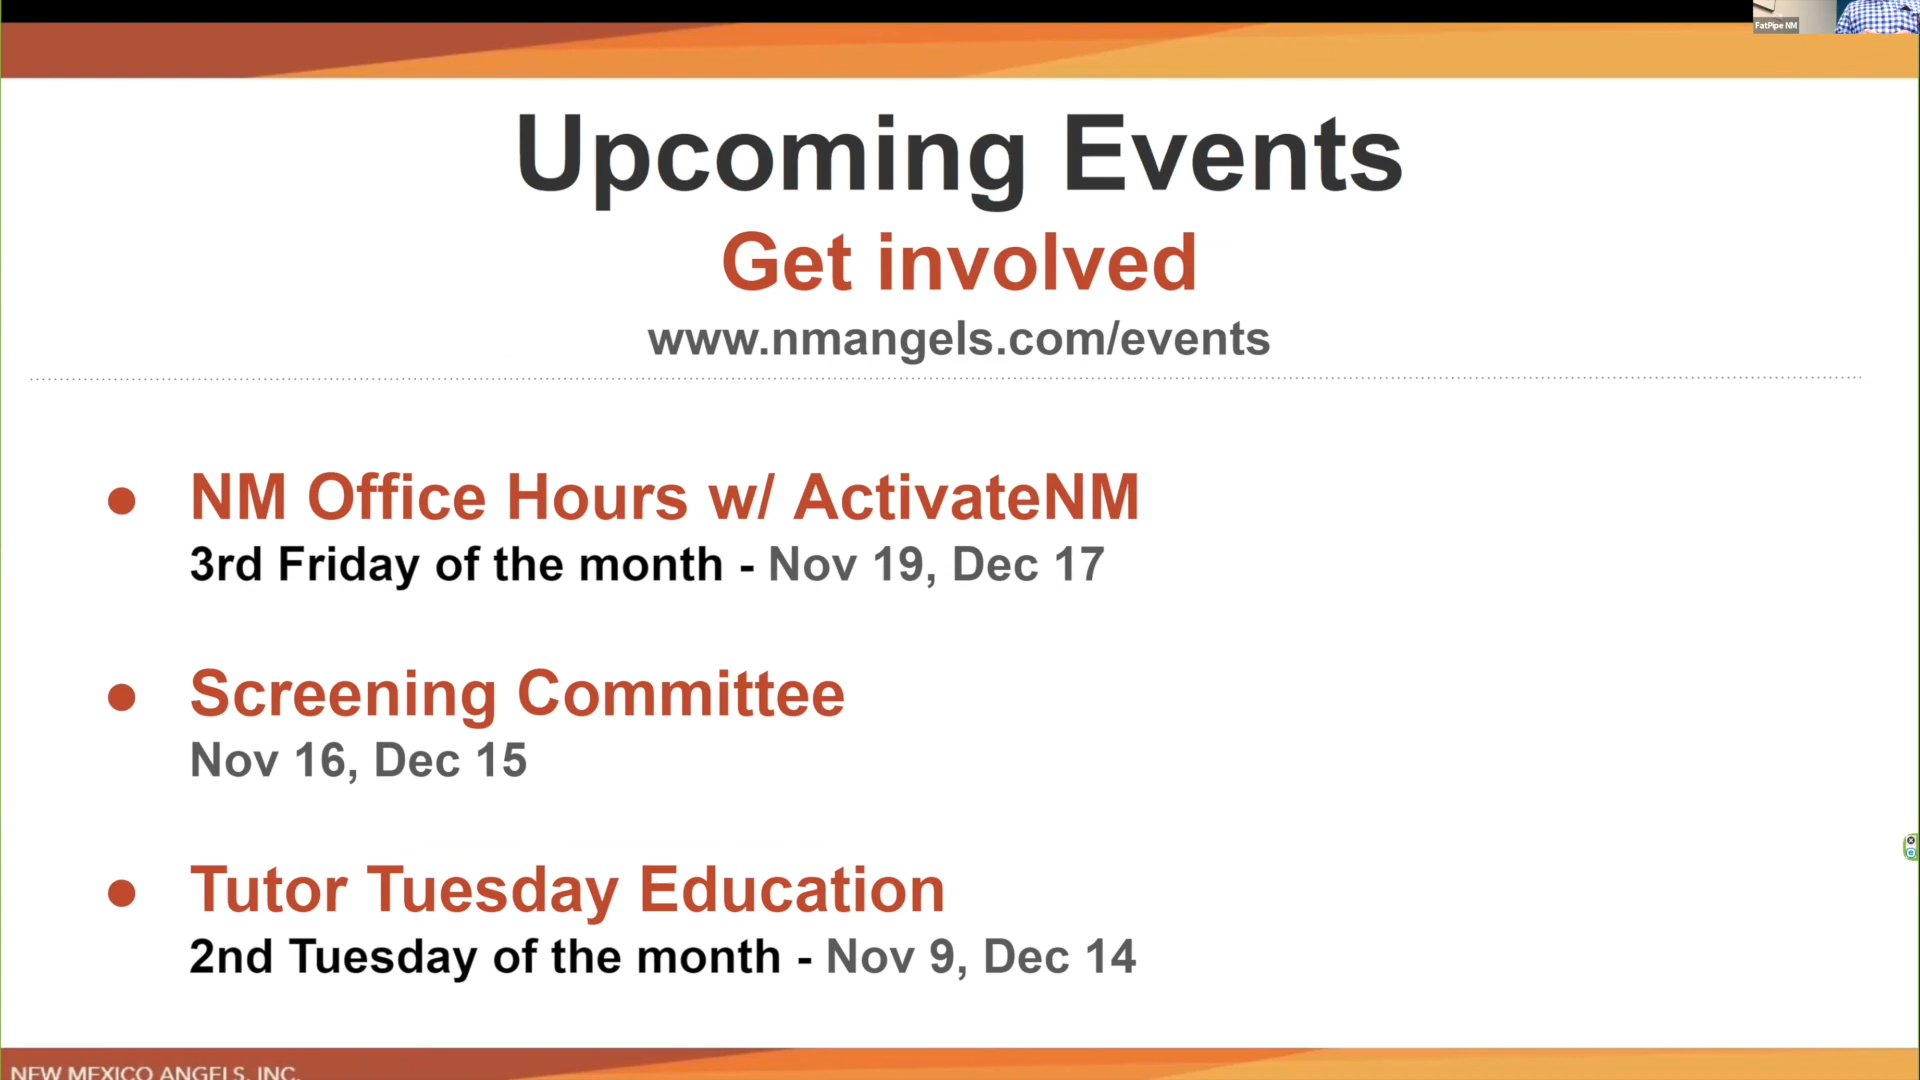 FatPipe NM
Upcoming Events
Get involved
www.nmangels.com/events
● NM Office Hours w/ ActivateNM
3rd Friday of the month - Nov 19, Dec 17
● Screening Committee
Nov 16, Dec 15
● Tutor Tuesday Education
2nd Tuesday of the month - Nov 9, Dec 14
NEW MEXICO ANGELS, INC.